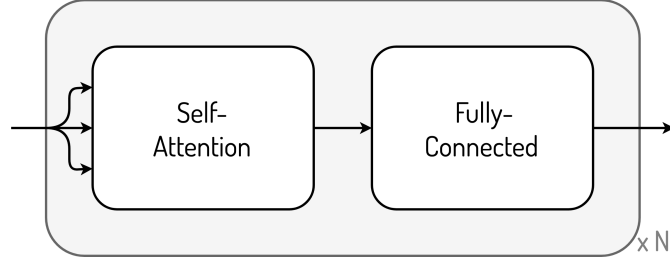 Self-
Attention
Fully-
Connected
x N